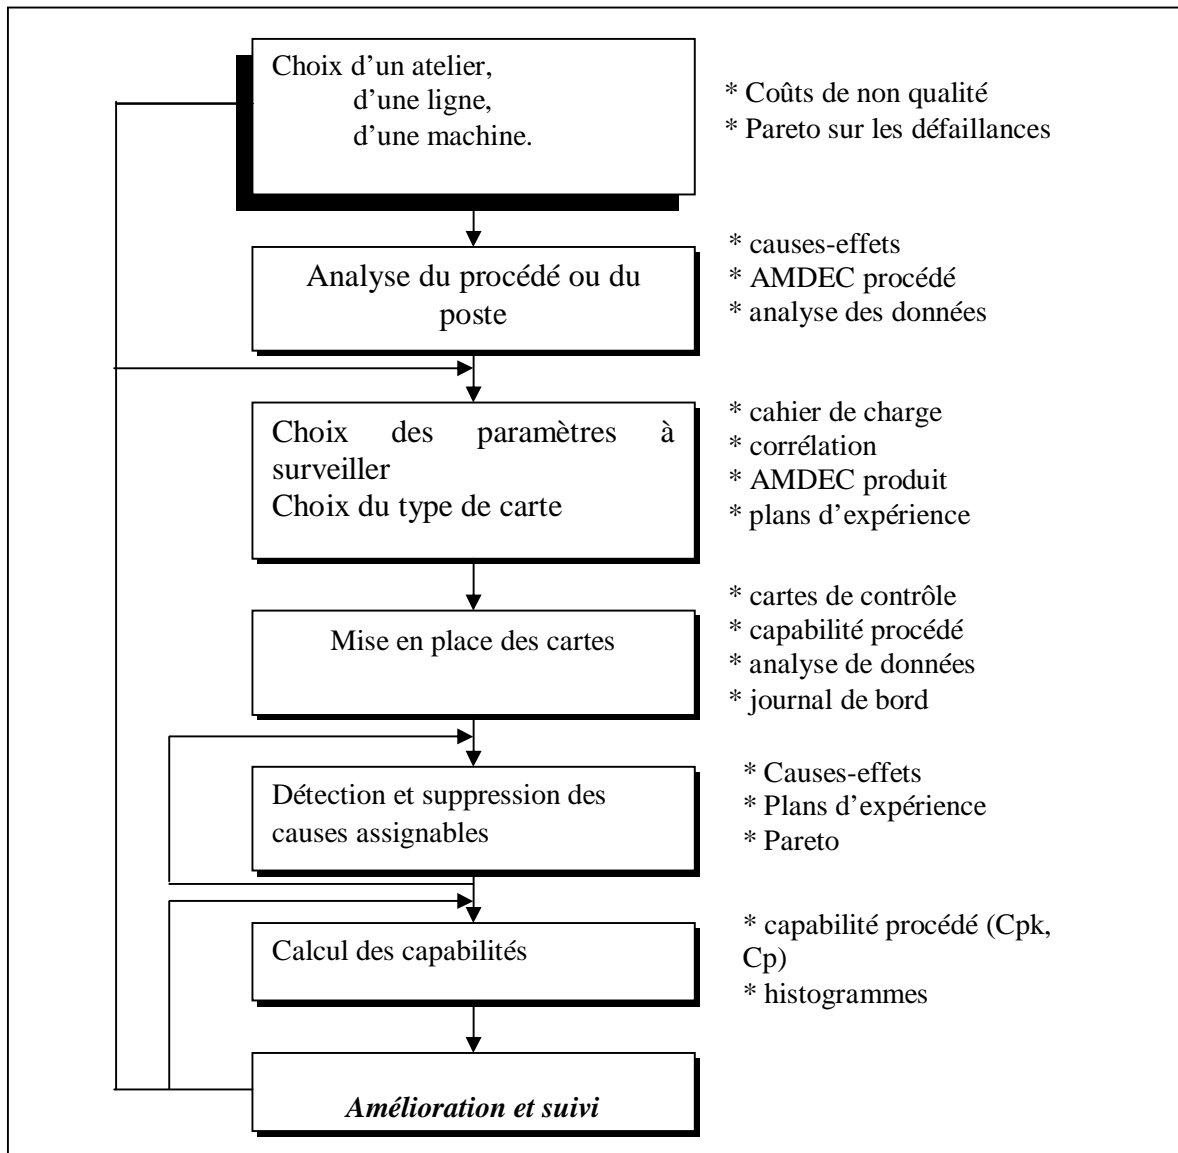 Choix d’un atelier,
d’une ligne,
d’une machine.
* Coûts de non qualité
* Pareto sur les défaillances
Analyse du procédé ou du
poste
* causes-effets
* AMDEC procédé
* analyse des données
Choix des paramètres à
surveiller
Choix du type de carte
* cahier de charge
* corrélation
* AMDEC produit
* plans d’expérience
Mise en place des cartes
* cartes de contrôle
* capabilité procédé
* analyse de données
* journal de bord
Détection et suppression des
causes assignables
* Causes-effets
* Plans d’expérience
* Pareto
Calcul des capabilités
* capabilité procédé (Cpk,
Cp)
* histogrammes
Amélioration et suivi